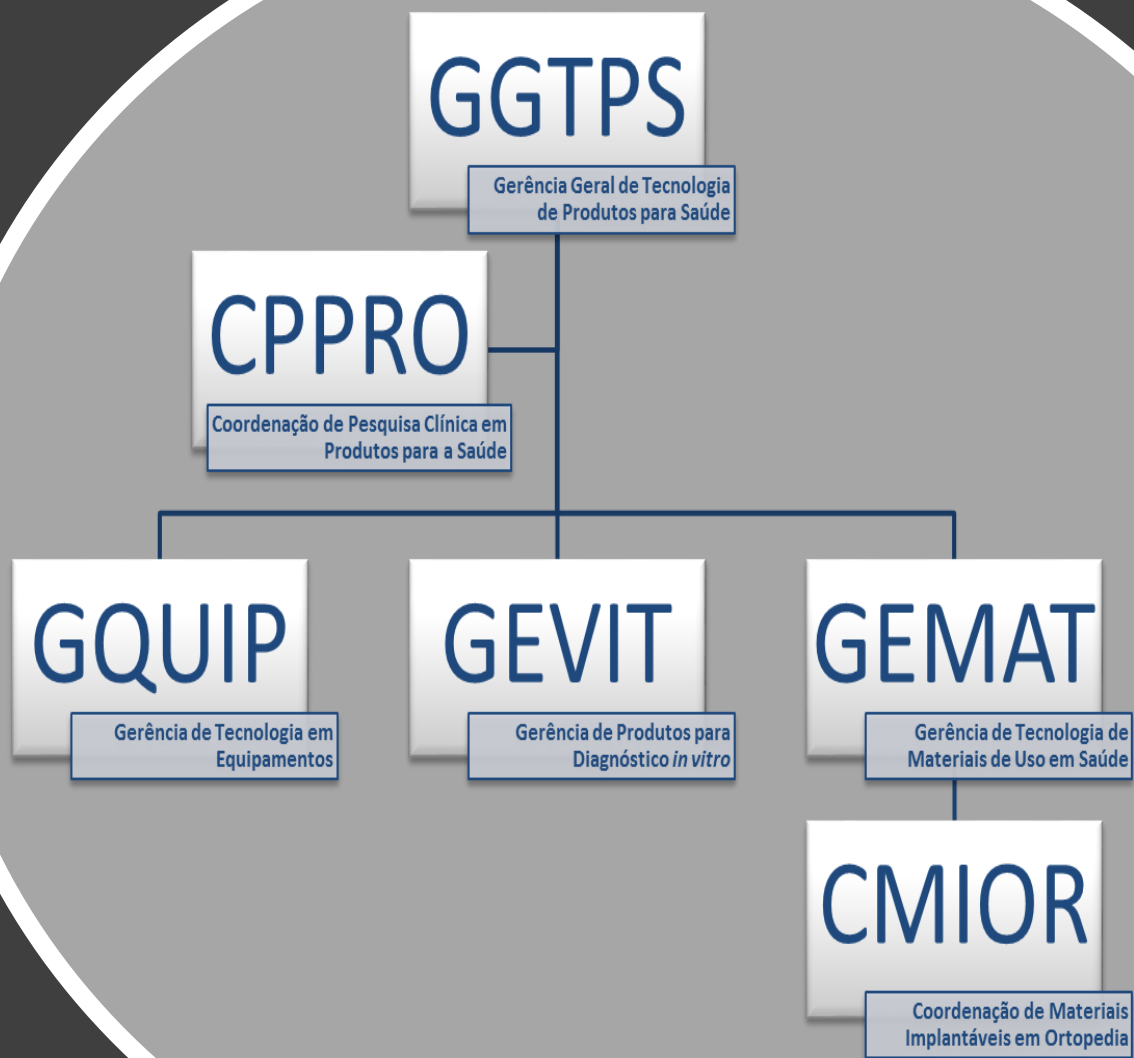 GGTPS
Gerência Geral de Tecnologia
de Produtos para Saúde
CPPRO
Coordenação de Pesquisa Clínica em
Produtos para a Saúde
GQUIP
Gerência de Tecnologia em
Equipamentos
GEVIT
Gerência de Produtos para
Diagnóstico in vitro
GEMAT
Gerência de Tecnologia de
Materiais de Uso em Saúde
CMIOR
Coordenação de Materiais
Implantáveis em Ortopedia